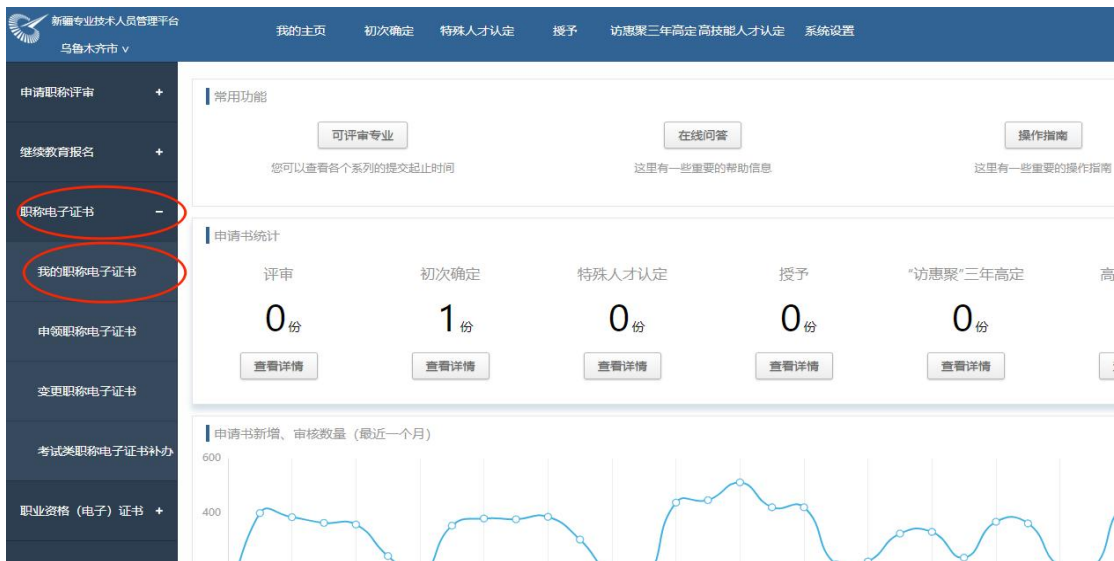 新疆专业技术人员管理平台
乌鲁木齐市 ∨
我的主页 初次确定 特殊人才认定 授予 访惠聚三年高定高技能人才认定 系统设置
申请职称评审 +
继续教育报名 +
职称电子证书 −
我的职称电子证书
申领职称电子证书
变更职称电子证书
考试类职称电子证书补办
职业资格（电子）证书 +
常用功能
可评审专业 在线问答 操作指南
您可以查看各个系列的提交起止时间 这里有一些重要的帮助信息 这里有一些重要的操作指南
申请书统计
评审 初次确定 特殊人才认定 授予 “访惠聚”三年高定 高
0份 1份 0份 0份 0份
查看详情 查看详情 查看详情 查看详情 查看详情
申请书新增、审核数量（最近一个月）
600
400